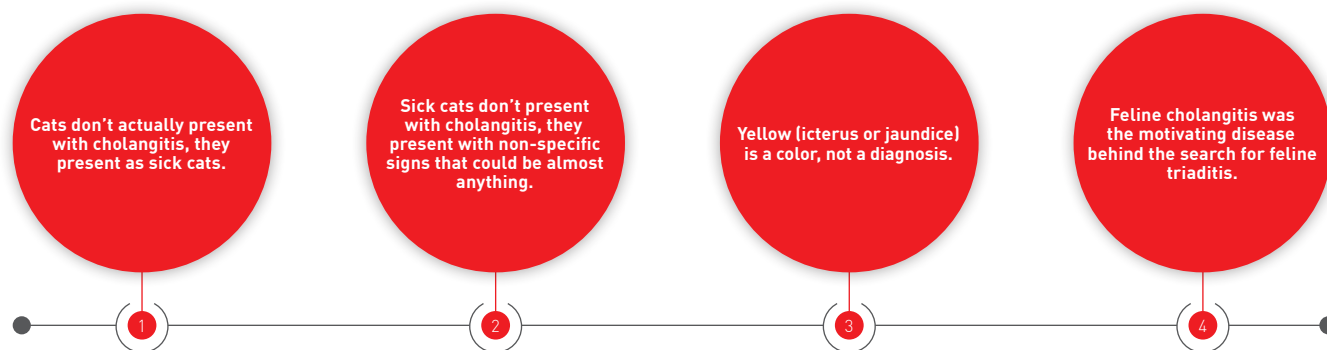 Cats don't actually present
with cholangitis, they
present as sick cats.
Sick cats don't present
with cholangitis, they
present with non-specific
signs that could be almost
anything.
Yellow (icterus or jaundice)
is a color, not a diagnosis.
Feline cholangitis was
the motivating disease
behind the search for feline
triaditis.
1
2
3
4